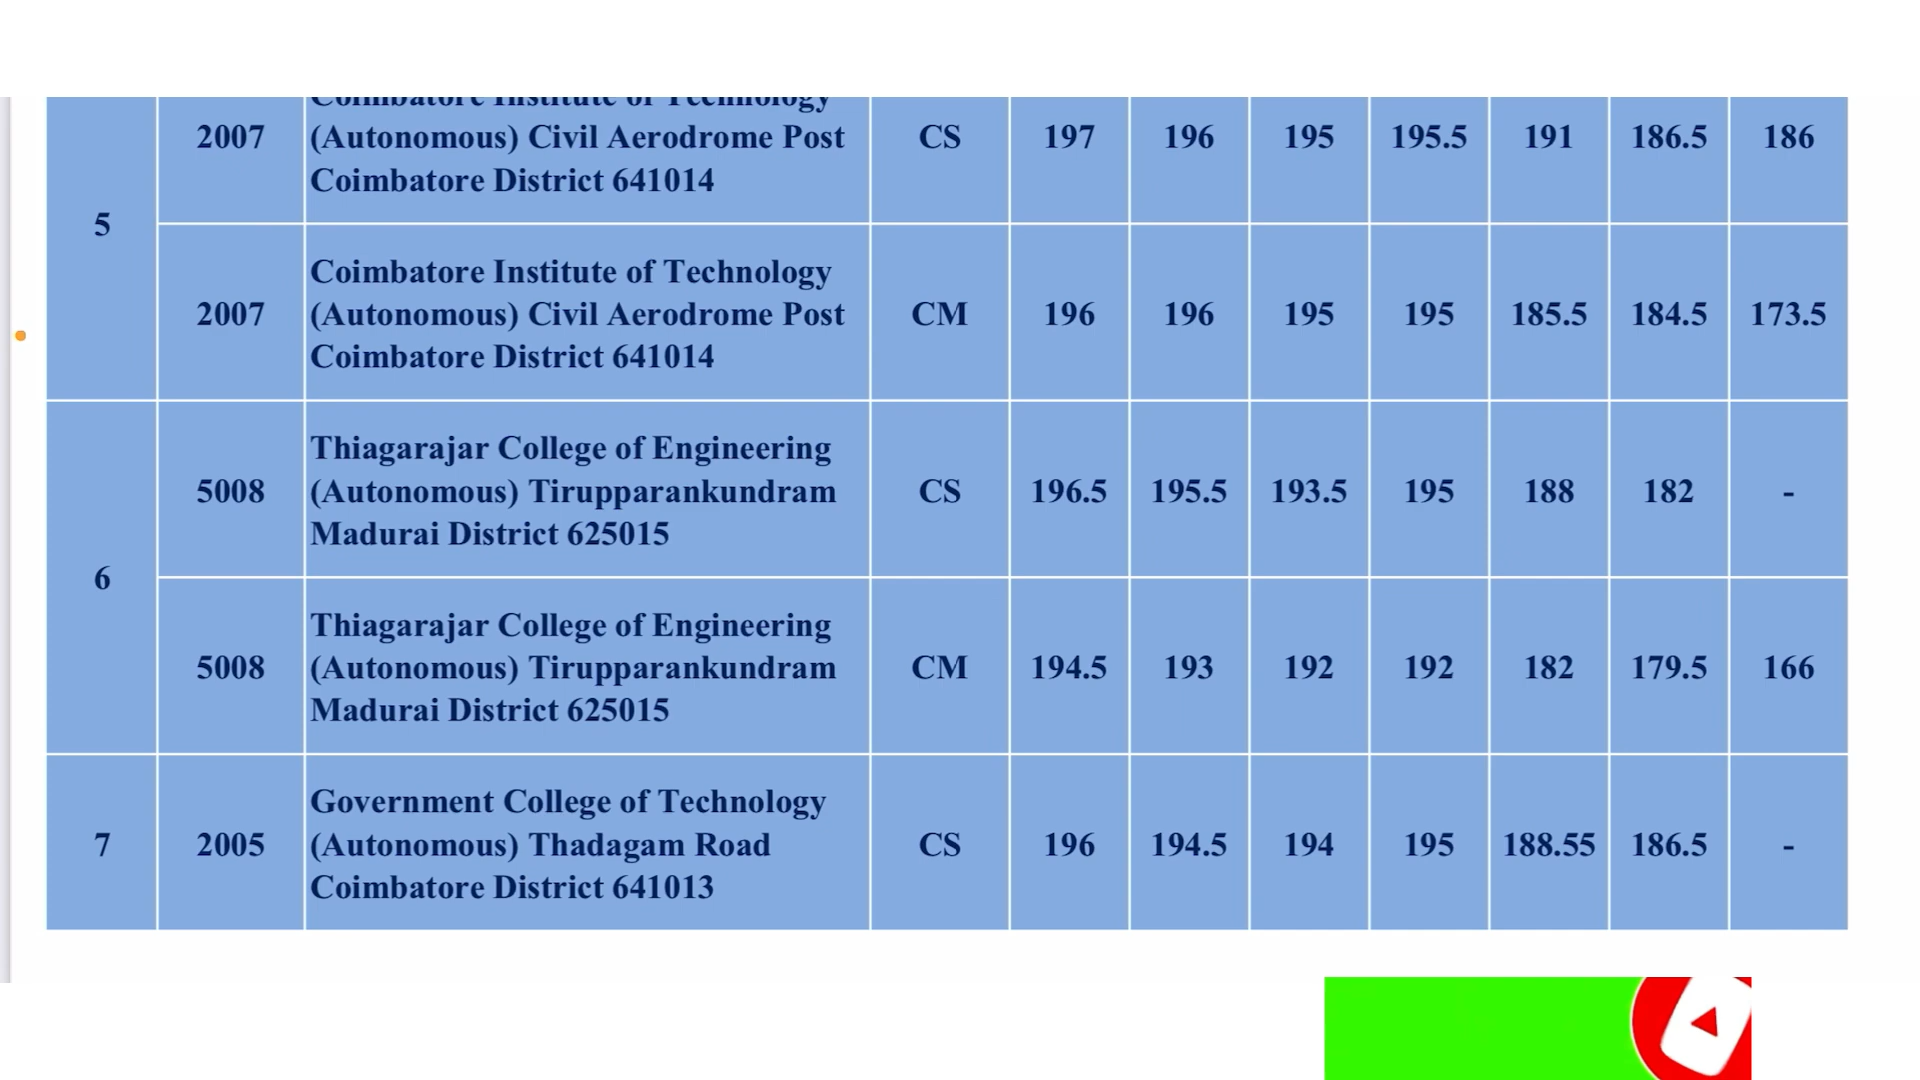 Coimbatore Institute of Technology
5 2007 (Autonomous) Civil Aerodrome Post CS 197 196 195 195.5 191 186.5 186
Coimbatore District 641014
Coimbatore Institute of Technology
2007 (Autonomous) Civil Aerodrome Post CM 196 196 195 195 185.5 184.5 173.5
Coimbatore District 641014
Thiagarajar College of Engineering
6 5008 (Autonomous) Tirupparankundram CS 196.5 195.5 193.5 195 188 182 -
Madurai District 625015
Thiagarajar College of Engineering
5008 (Autonomous) Tirupparankundram CM 194.5 193 192 192 182 179.5 166
Madurai District 625015
Government College of Technology
7 2005 (Autonomous) Thadagam Road CS 196 194.5 194 195 188.55 186.5 -
Coimbatore District 641013